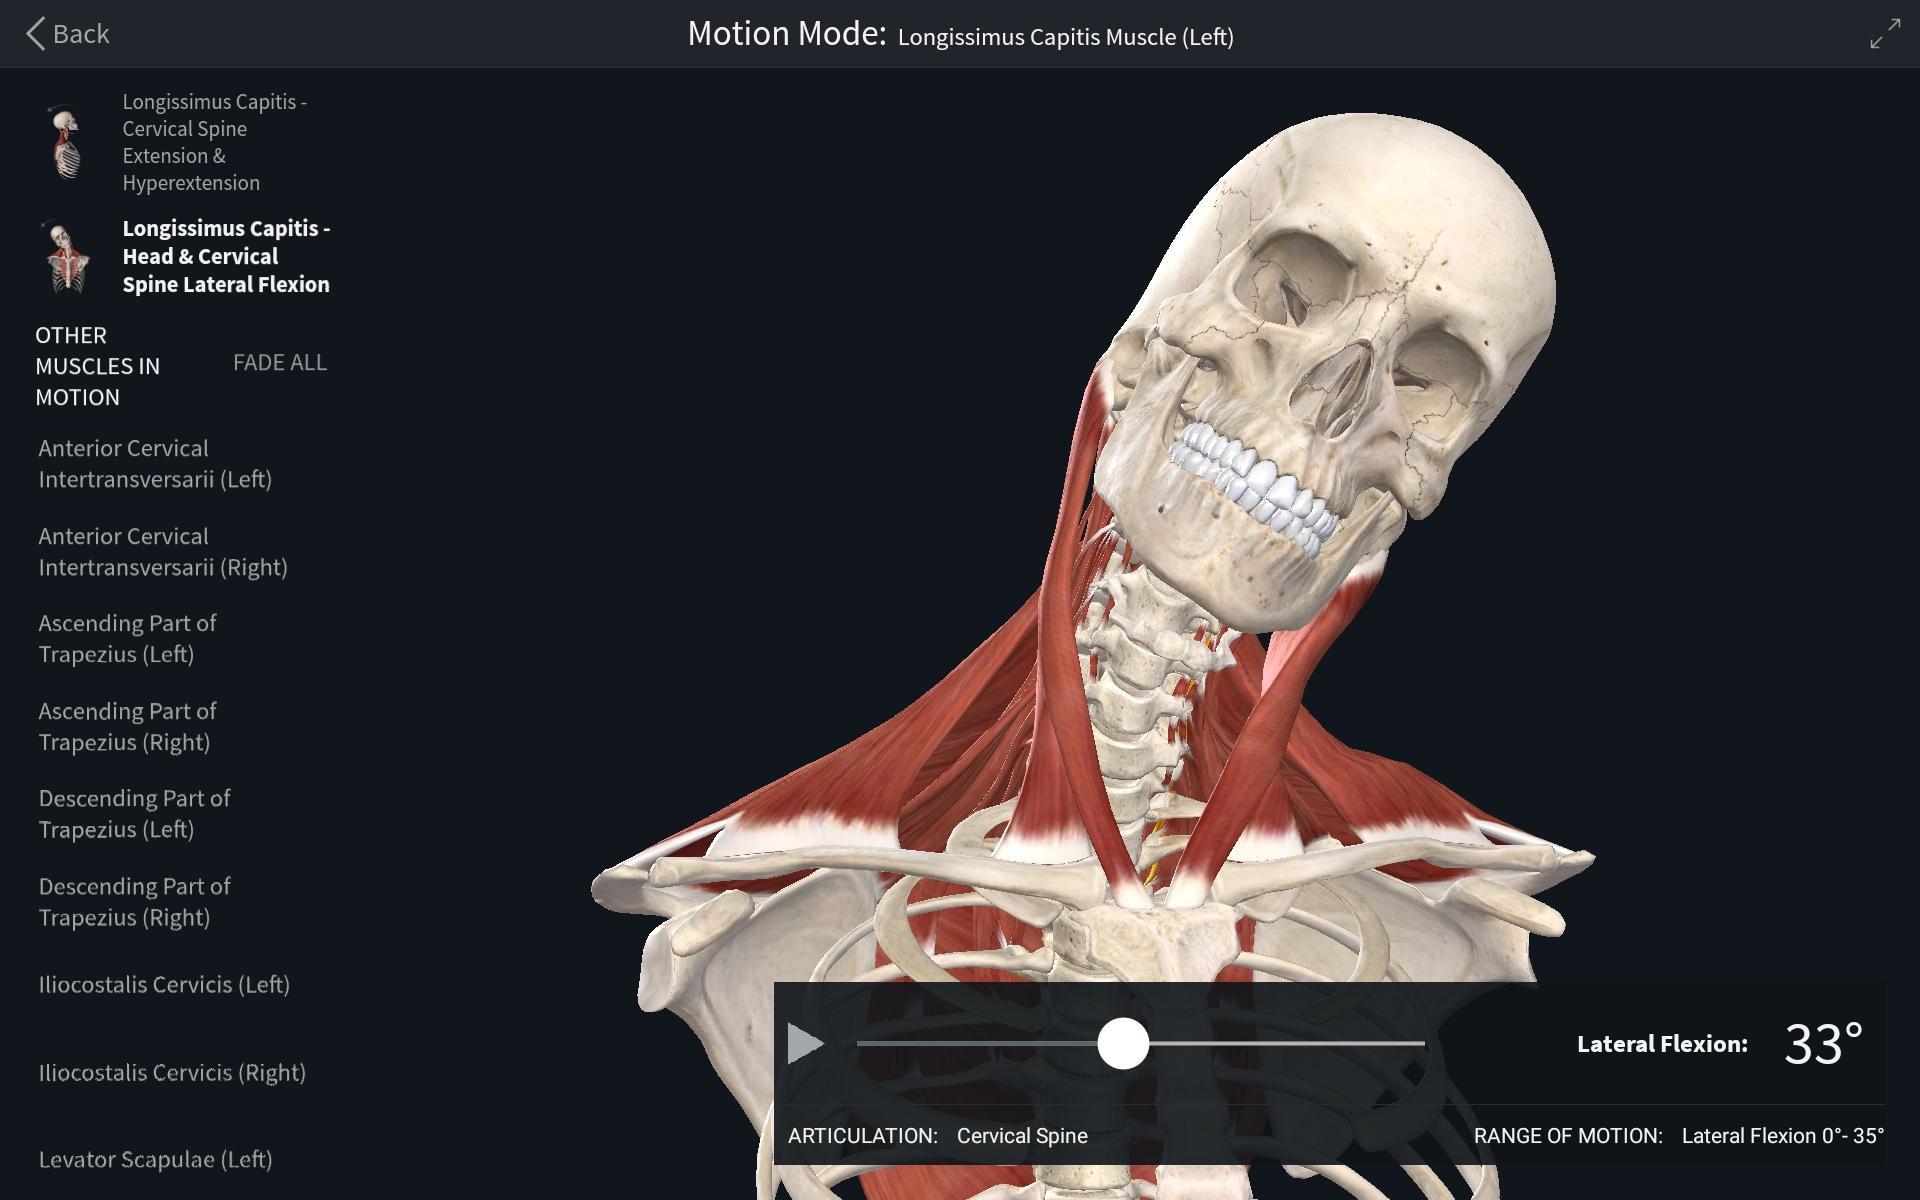 Back
Motion Mode: Longissimus Capitis Muscle (Left)
Longissimus Capitis -
Cervical Spine
Extension &
Hyperextension
Longissimus Capitis -
Head & Cervical
Spine Lateral Flexion
OTHER
MUSCLES IN
MOTION
FADE ALL
Anterior Cervical
Intertransversarii (Left)
Anterior Cervical
Intertransversarii (Right)
Ascending Part of
Trapezius (Left)
Ascending Part of
Trapezius (Right)
Descending Part of
Trapezius (Left)
Descending Part of
Trapezius (Right)
Iliocostalis Cervicis (Left)
Iliocostalis Cervicis (Right)
Levator Scapulae (Left)
Lateral Flexion: 33°
ARTICULATION: Cervical Spine
RANGE OF MOTION: Lateral Flexion 0°- 35°